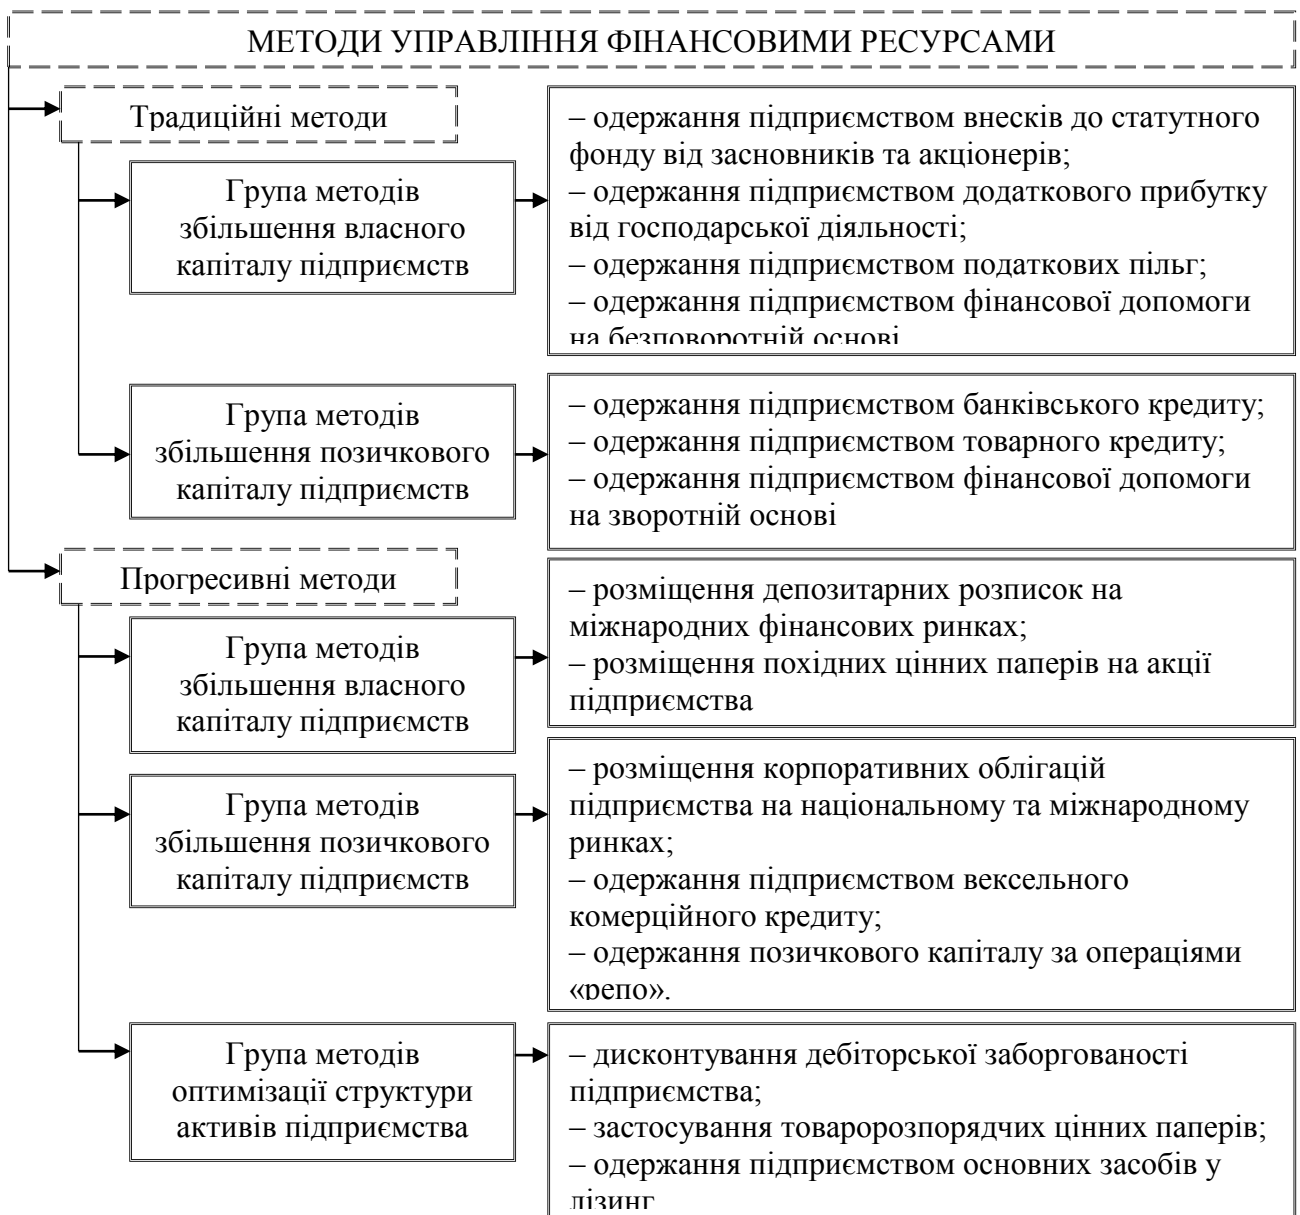 МЕТОДИ УПРАВЛІННЯ ФІНАНСОВИМИ РЕСУРСАМИ
Традиційні методи
Група методів
збільшення власного
капіталу підприємств
– одержання підприємством внесків до статутного
фонду від засновників та акціонерів;
– одержання підприємством додаткового прибутку
від господарської діяльності;
– одержання підприємством податкових пільг;
– одержання підприємством фінансової допомоги
на безповоротній основі
Група методів
збільшення позичкового
капіталу підприємств
– одержання підприємством банківського кредиту;
– одержання підприємством товарного кредиту;
– одержання підприємством фінансової допомоги
на зворотній основі
Прогресивні методи
Група методів
збільшення власного
капіталу підприємств
– розміщення депозитарних розписок на
міжнародних фінансових ринках;
– розміщення похідних цінних паперів на акції
підприємства
Група методів
збільшення позичкового
капіталу підприємств
– розміщення корпоративних облігацій
підприємства на національному та міжнародному
ринках;
– одержання підприємством вексельного
комерційного кредиту;
– одержання позичкового капіталу за операціями
«репо».
Група методів
оптимізації структури
активів підприємства
– дисконтування дебіторської заборгованості
підприємства;
– застосування товаророзпорядчих цінних паперів;
– одержання підприємством основних засобів у
лізинг